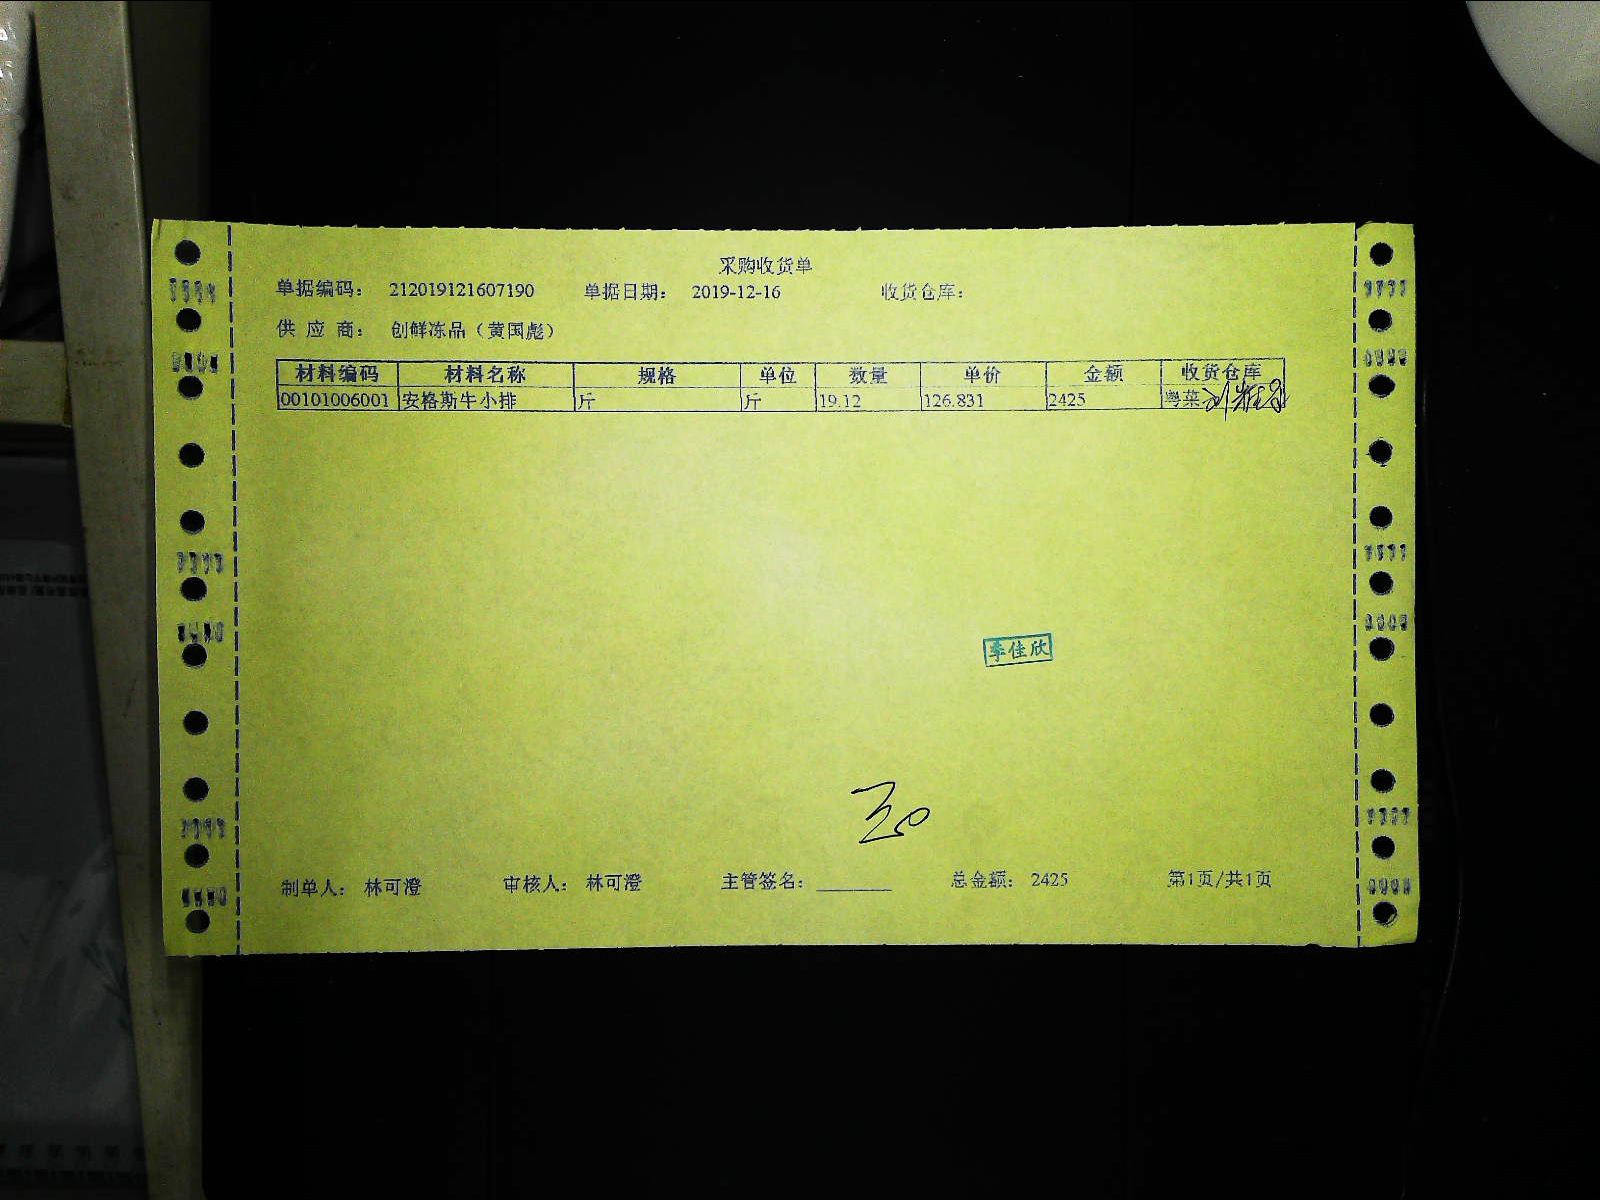 采购收货单
单据编码： 212019121607190 单据日期： 2019-12-16 收货仓库：
供 应 商： 创鲜冻品（黄国彪）
材料编码 材料名称 规格 单位 数量 单价 金额 收货仓库
00101006001 安格斯牛小排 斤 斤 19.12 126.831 2425 粤菜
李佳欣
制单人： 林可澄 审核人： 林可澄 主管签名： 总金额： 2425 第1页/共1页